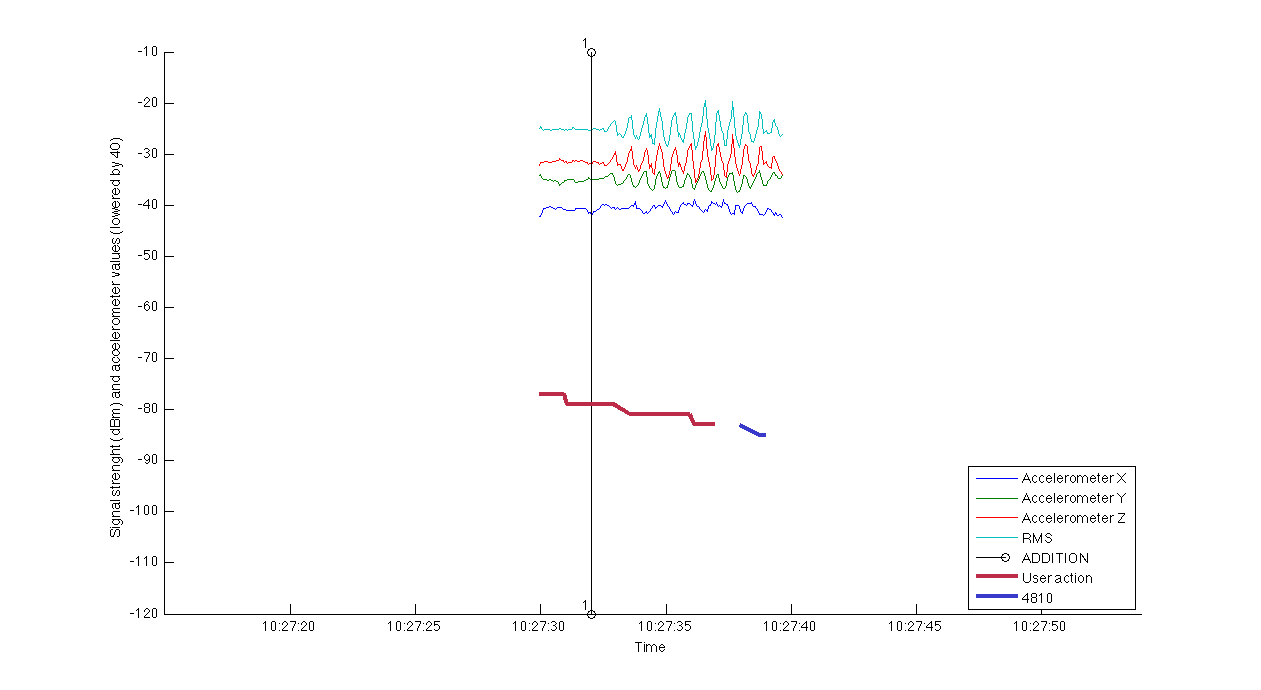 1
-10
-20
-30
-40
-50
-60
-70
-80
-90
-100
-110
-120
Signal strenght (dBm) and accelerometer values (lowered by 40)
Accelerometer X
Accelerometer Y
Accelerometer Z
RMS
ADDITION
User action
4810
1
10:27:20
10:27:25
10:27:30
10:27:35
10:27:40
10:27:45
10:27:50
Time